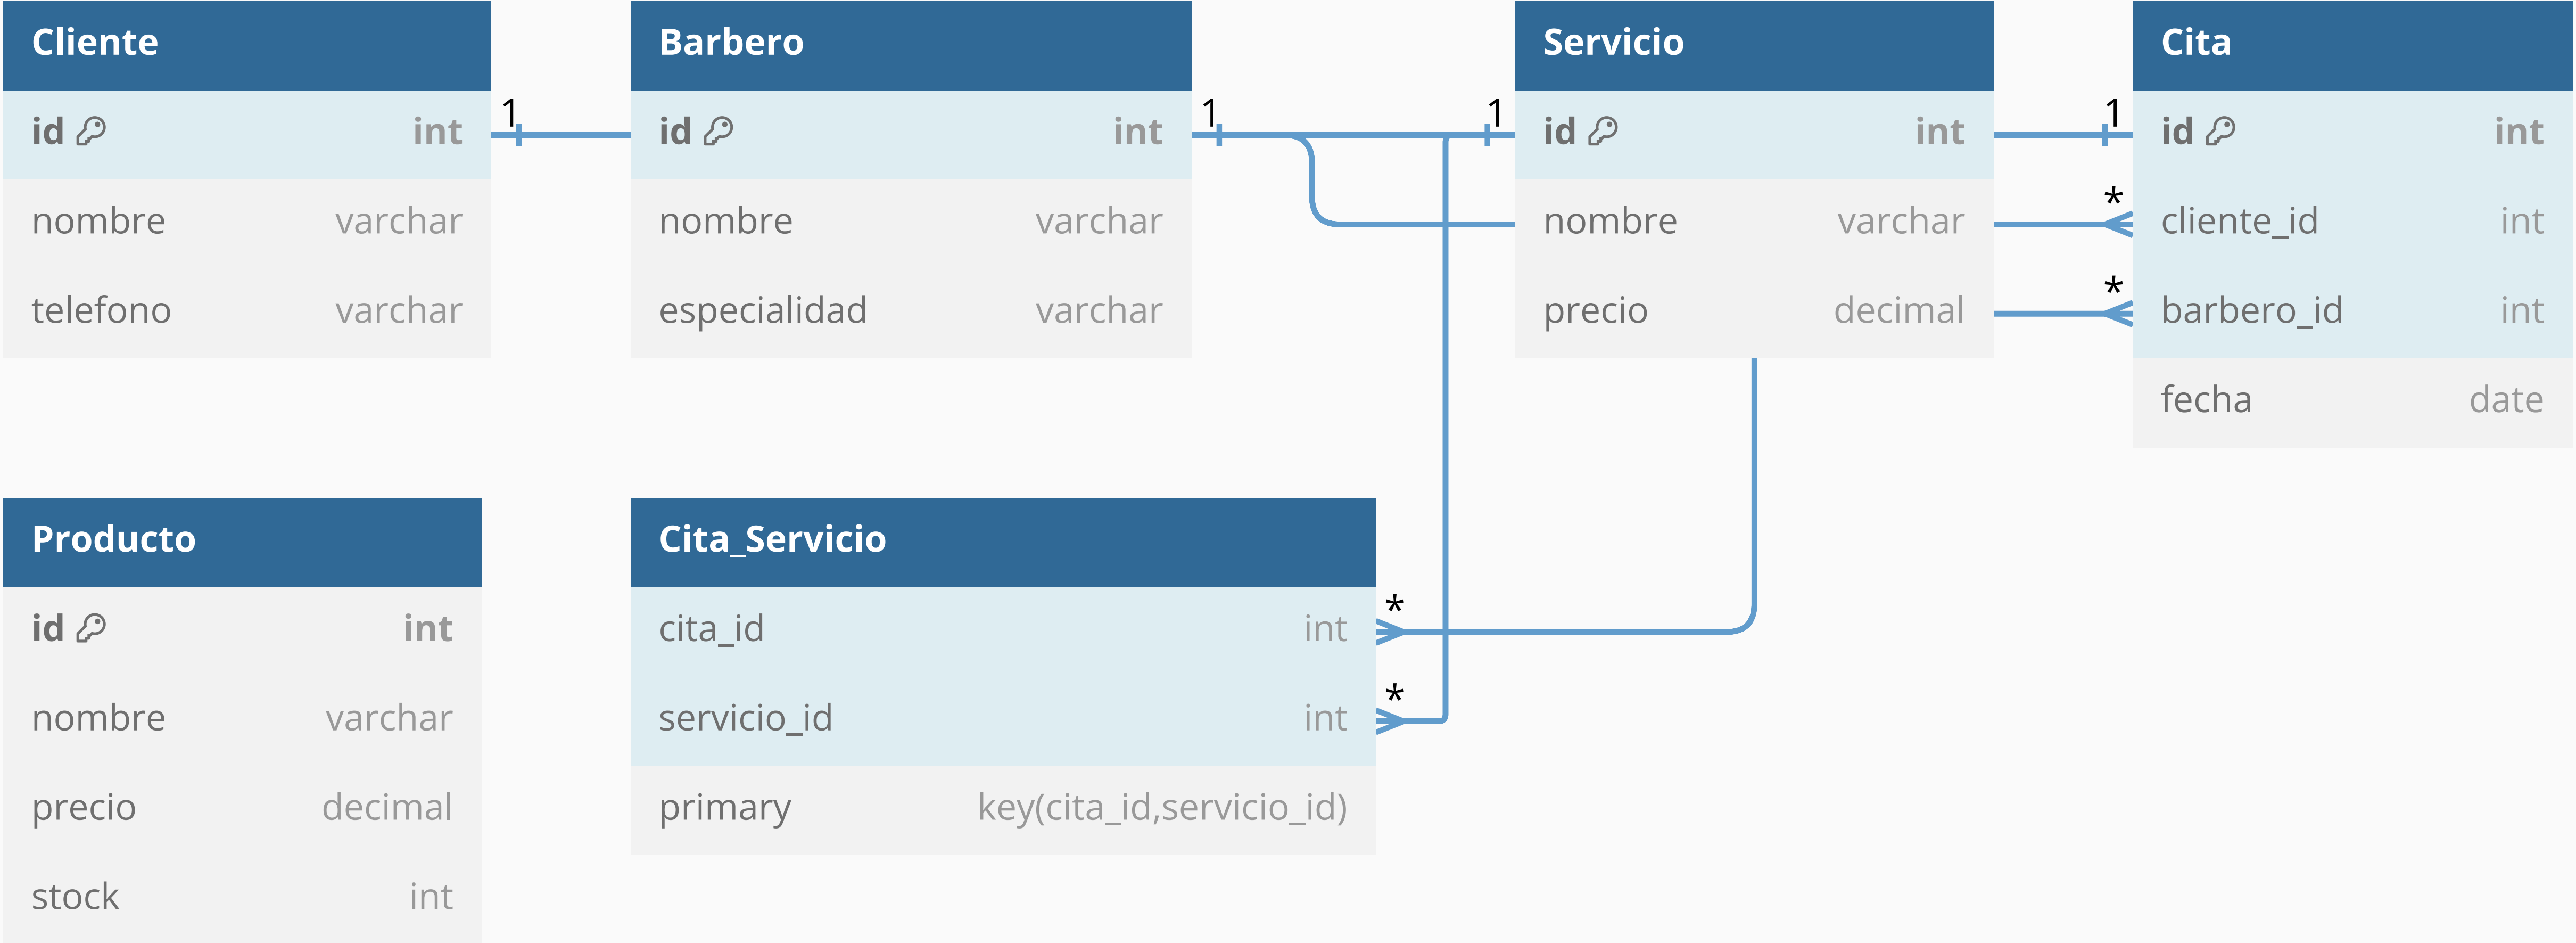 Cliente
id int
nombre varchar
telefono varchar
1
Barbero
id int
nombre varchar
especialidad varchar
1
1
Servicio
id int
nombre varchar
precio decimal
1
*
*
Cita
id int
cliente_id int
barbero_id int
fecha date
Producto
id int
nombre varchar
precio decimal
stock int
Cita_Servicio
cita_id int
servicio_id int
primary key(cita_id,servicio_id)
*
*